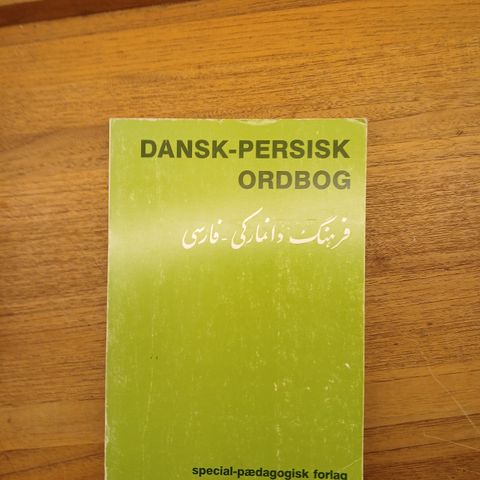 DANSK-PERSISK
ORDBOG
فرهنگ دانمارکی - فارسی
special-pædagogisk forlag